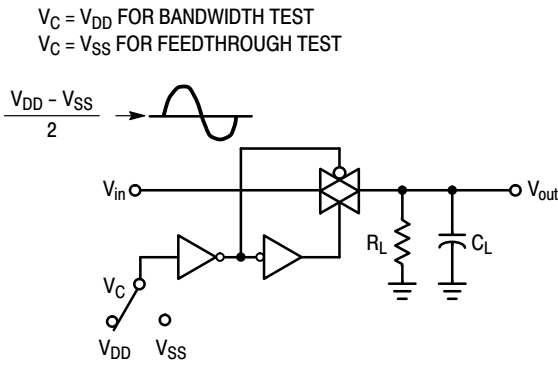 V_C = V_DD FOR BANDWIDTH TEST
V_C = V_SS FOR FEEDTHROUGH TEST
V_DD - V_SS
2
V_in
V_out
R_L
C_L
V_C
V_DD
V_SS